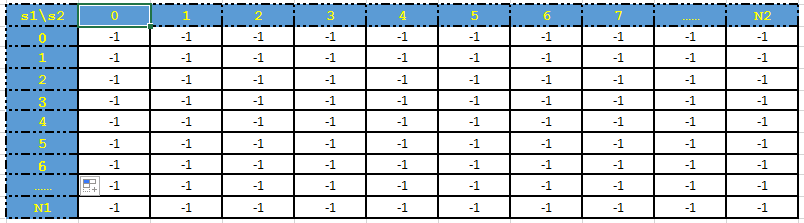 s1\s2 0 1 2 3 4 5 6 7 …… N2
0 -1 -1 -1 -1 -1 -1 -1 -1 -1 -1
1 -1 -1 -1 -1 -1 -1 -1 -1 -1 -1
2 -1 -1 -1 -1 -1 -1 -1 -1 -1 -1
3 -1 -1 -1 -1 -1 -1 -1 -1 -1 -1
4 -1 -1 -1 -1 -1 -1 -1 -1 -1 -1
5 -1 -1 -1 -1 -1 -1 -1 -1 -1 -1
6 -1 -1 -1 -1 -1 -1 -1 -1 -1 -1
…… -1 -1 -1 -1 -1 -1 -1 -1 -1 -1
N1 -1 -1 -1 -1 -1 -1 -1 -1 -1 -1